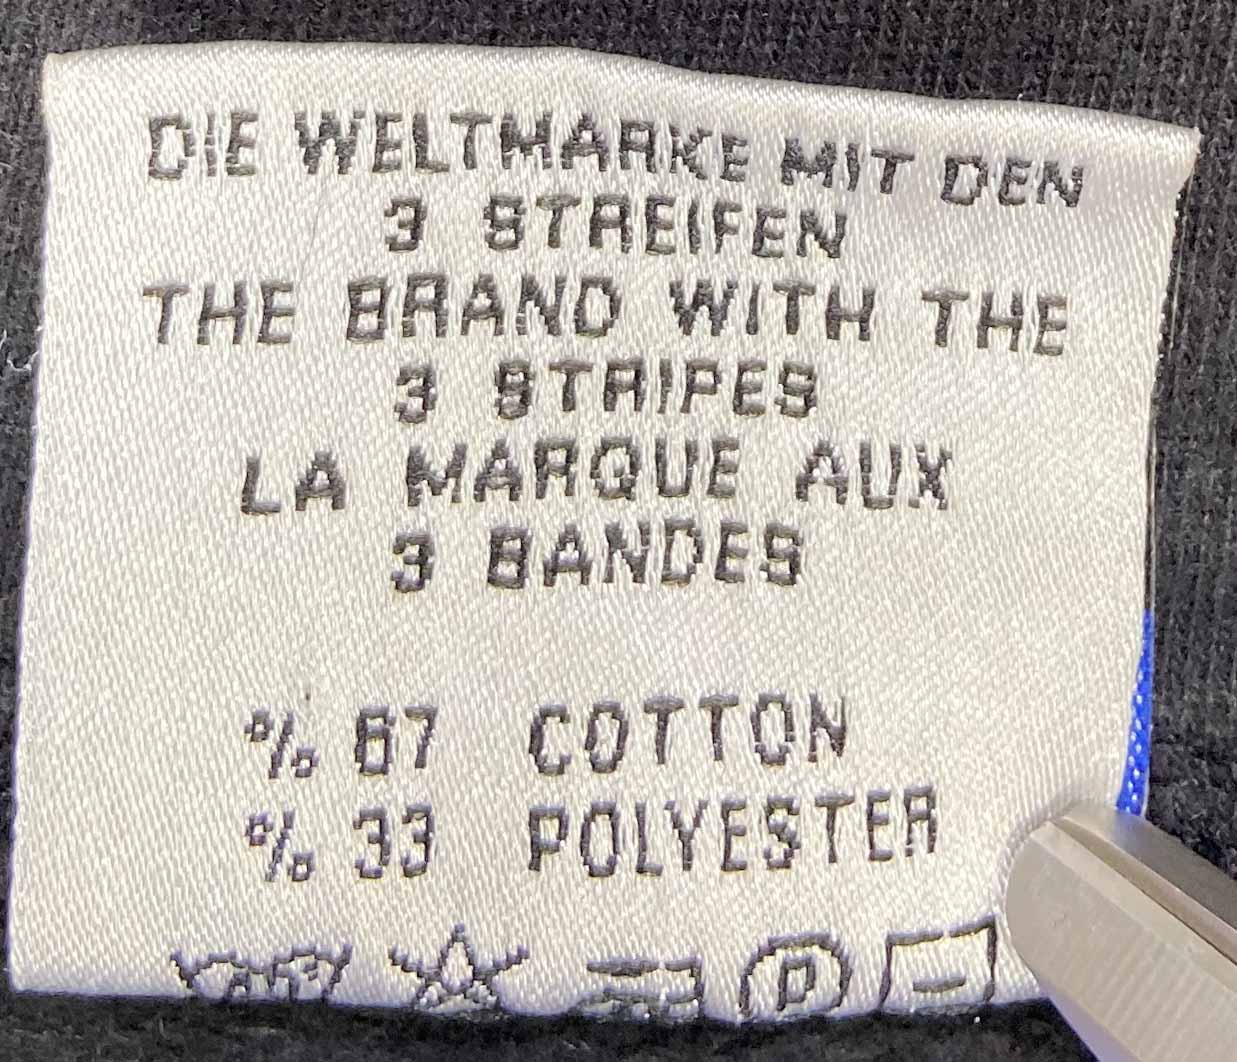 DIE WELTMARKE MIT DEN
3 STREIFEN
THE BRAND WITH THE
3 STRIPES
LA MARQUE AUX
3 BANDES
% 67 COTTON
% 33 POLYESTER
P